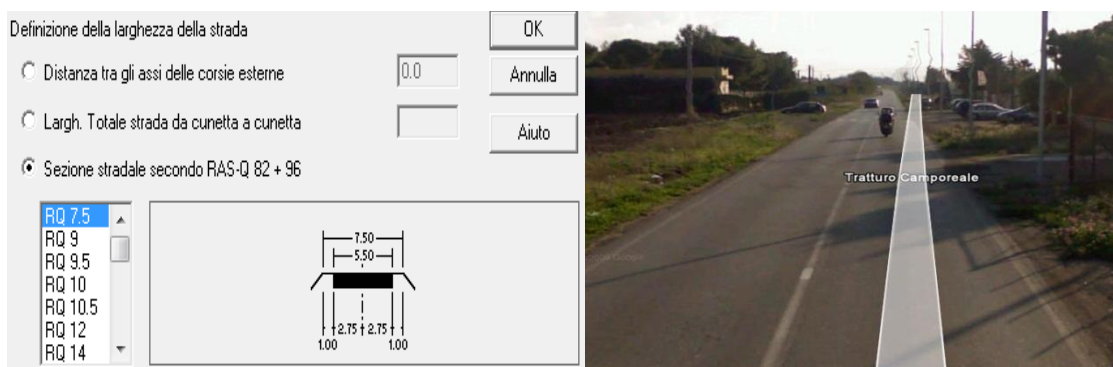 Definizione della larghezza della strada
OK
Distanza tra gli assi delle corsie esterne
0.0
Annulla
Largh. Totale strada da cunetta a cunetta
Aiuto
Sezione stradale secondo RAS-Q 82 + 96
RQ 7.5
RQ 9
RQ 9.5
RQ 10
RQ 10.5
RQ 12
RQ 14
7.50
5.50
2.75 2.75
1.00 1.00
Tratturo Camporeale